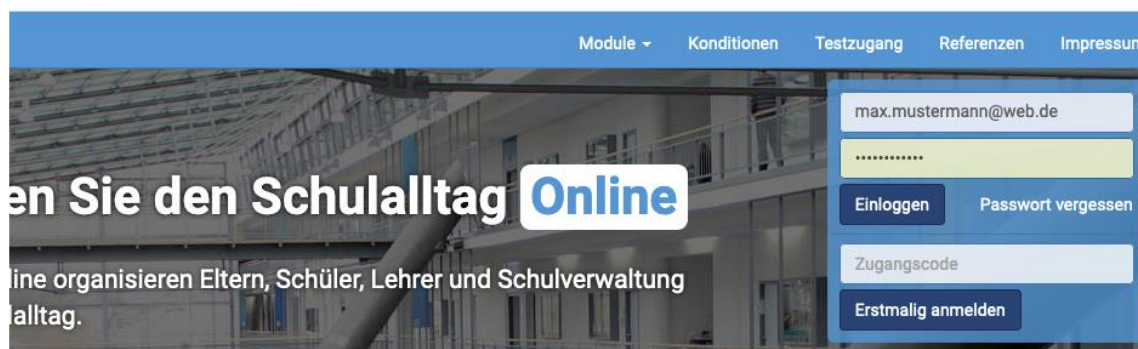 Module
Konditionen
Testzugang
Referenzen
max.mustermann@web.de
••••••••••••
en Sie den Schulalltag Online
Einloggen
Passwort vergessen
Zugangscode
line organisieren Eltern, Schüler, Lehrer und Schulverwaltung
Erstmalig anmelden
lalltag.